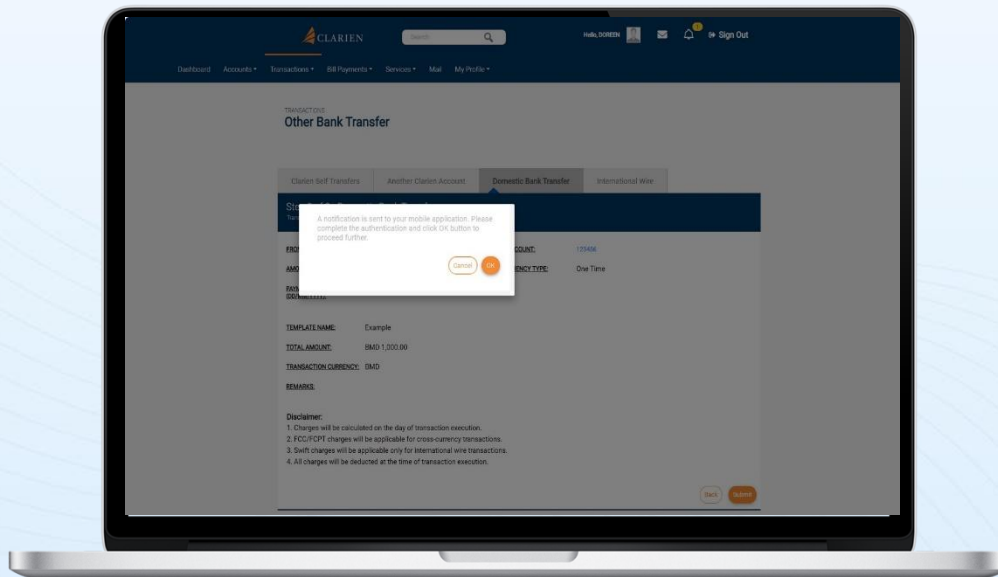 CLARIEN
Search
Hello, DOREEN
Sign Out
Dashboard Accounts Transactions Bill Payments Services Mail My Profile
TRANSACTIONS
Other Bank Transfer
Clarien Self Transfers Another Clarien Account Domestic Bank Transfer International Wire
A notification is sent to your mobile application. Please
complete the authentication and click OK button to
proceed further.
Cancel OK
One Time
TEMPLATE NAME: Example
TOTAL AMOUNT: BMD 1,000.00
TRANSACTION CURRENCY: BMD
REMARKS:
Disclaimer:
1. Charges will be calculated on the day of transaction execution.
2. FCC/FCPT charges will be applicable for cross-currency transactions.
3. Swift charges will be applicable only for international wire transactions.
4. All charges will be deducted at the time of transaction execution.
Back Submit